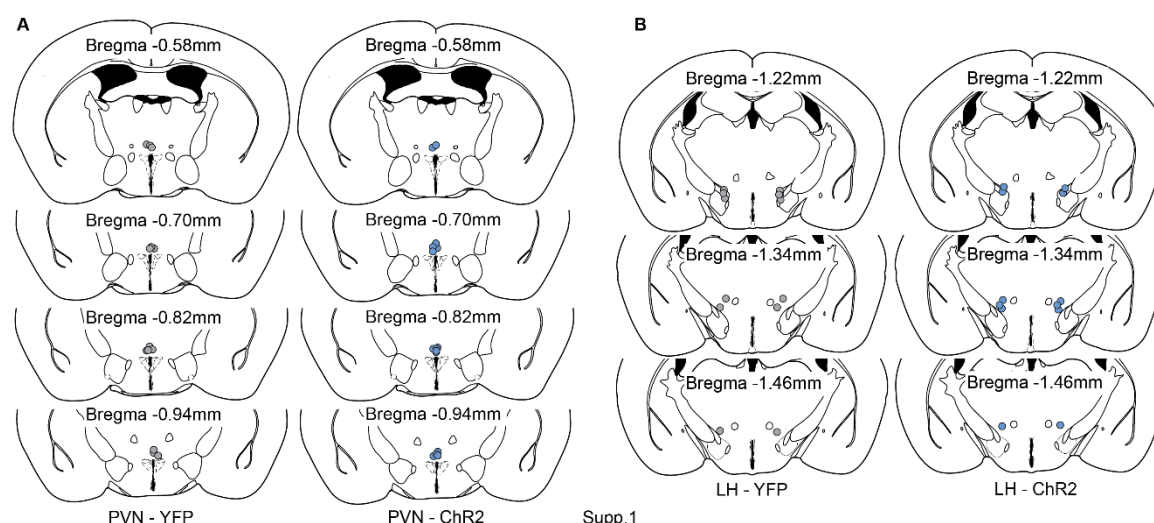 A
Bregma -0.58mm
Bregma -0.58mm
Bregma -0.70mm
Bregma -0.70mm
Bregma -0.82mm
Bregma -0.82mm
Bregma -0.94mm
Bregma -0.94mm
PVN - YFP
PVN - ChR2
B
Bregma -1.22mm
Bregma -1.22mm
Bregma -1.34mm
Bregma -1.34mm
Bregma -1.46mm
Bregma -1.46mm
LH - YFP
LH - ChR2
Supp.1